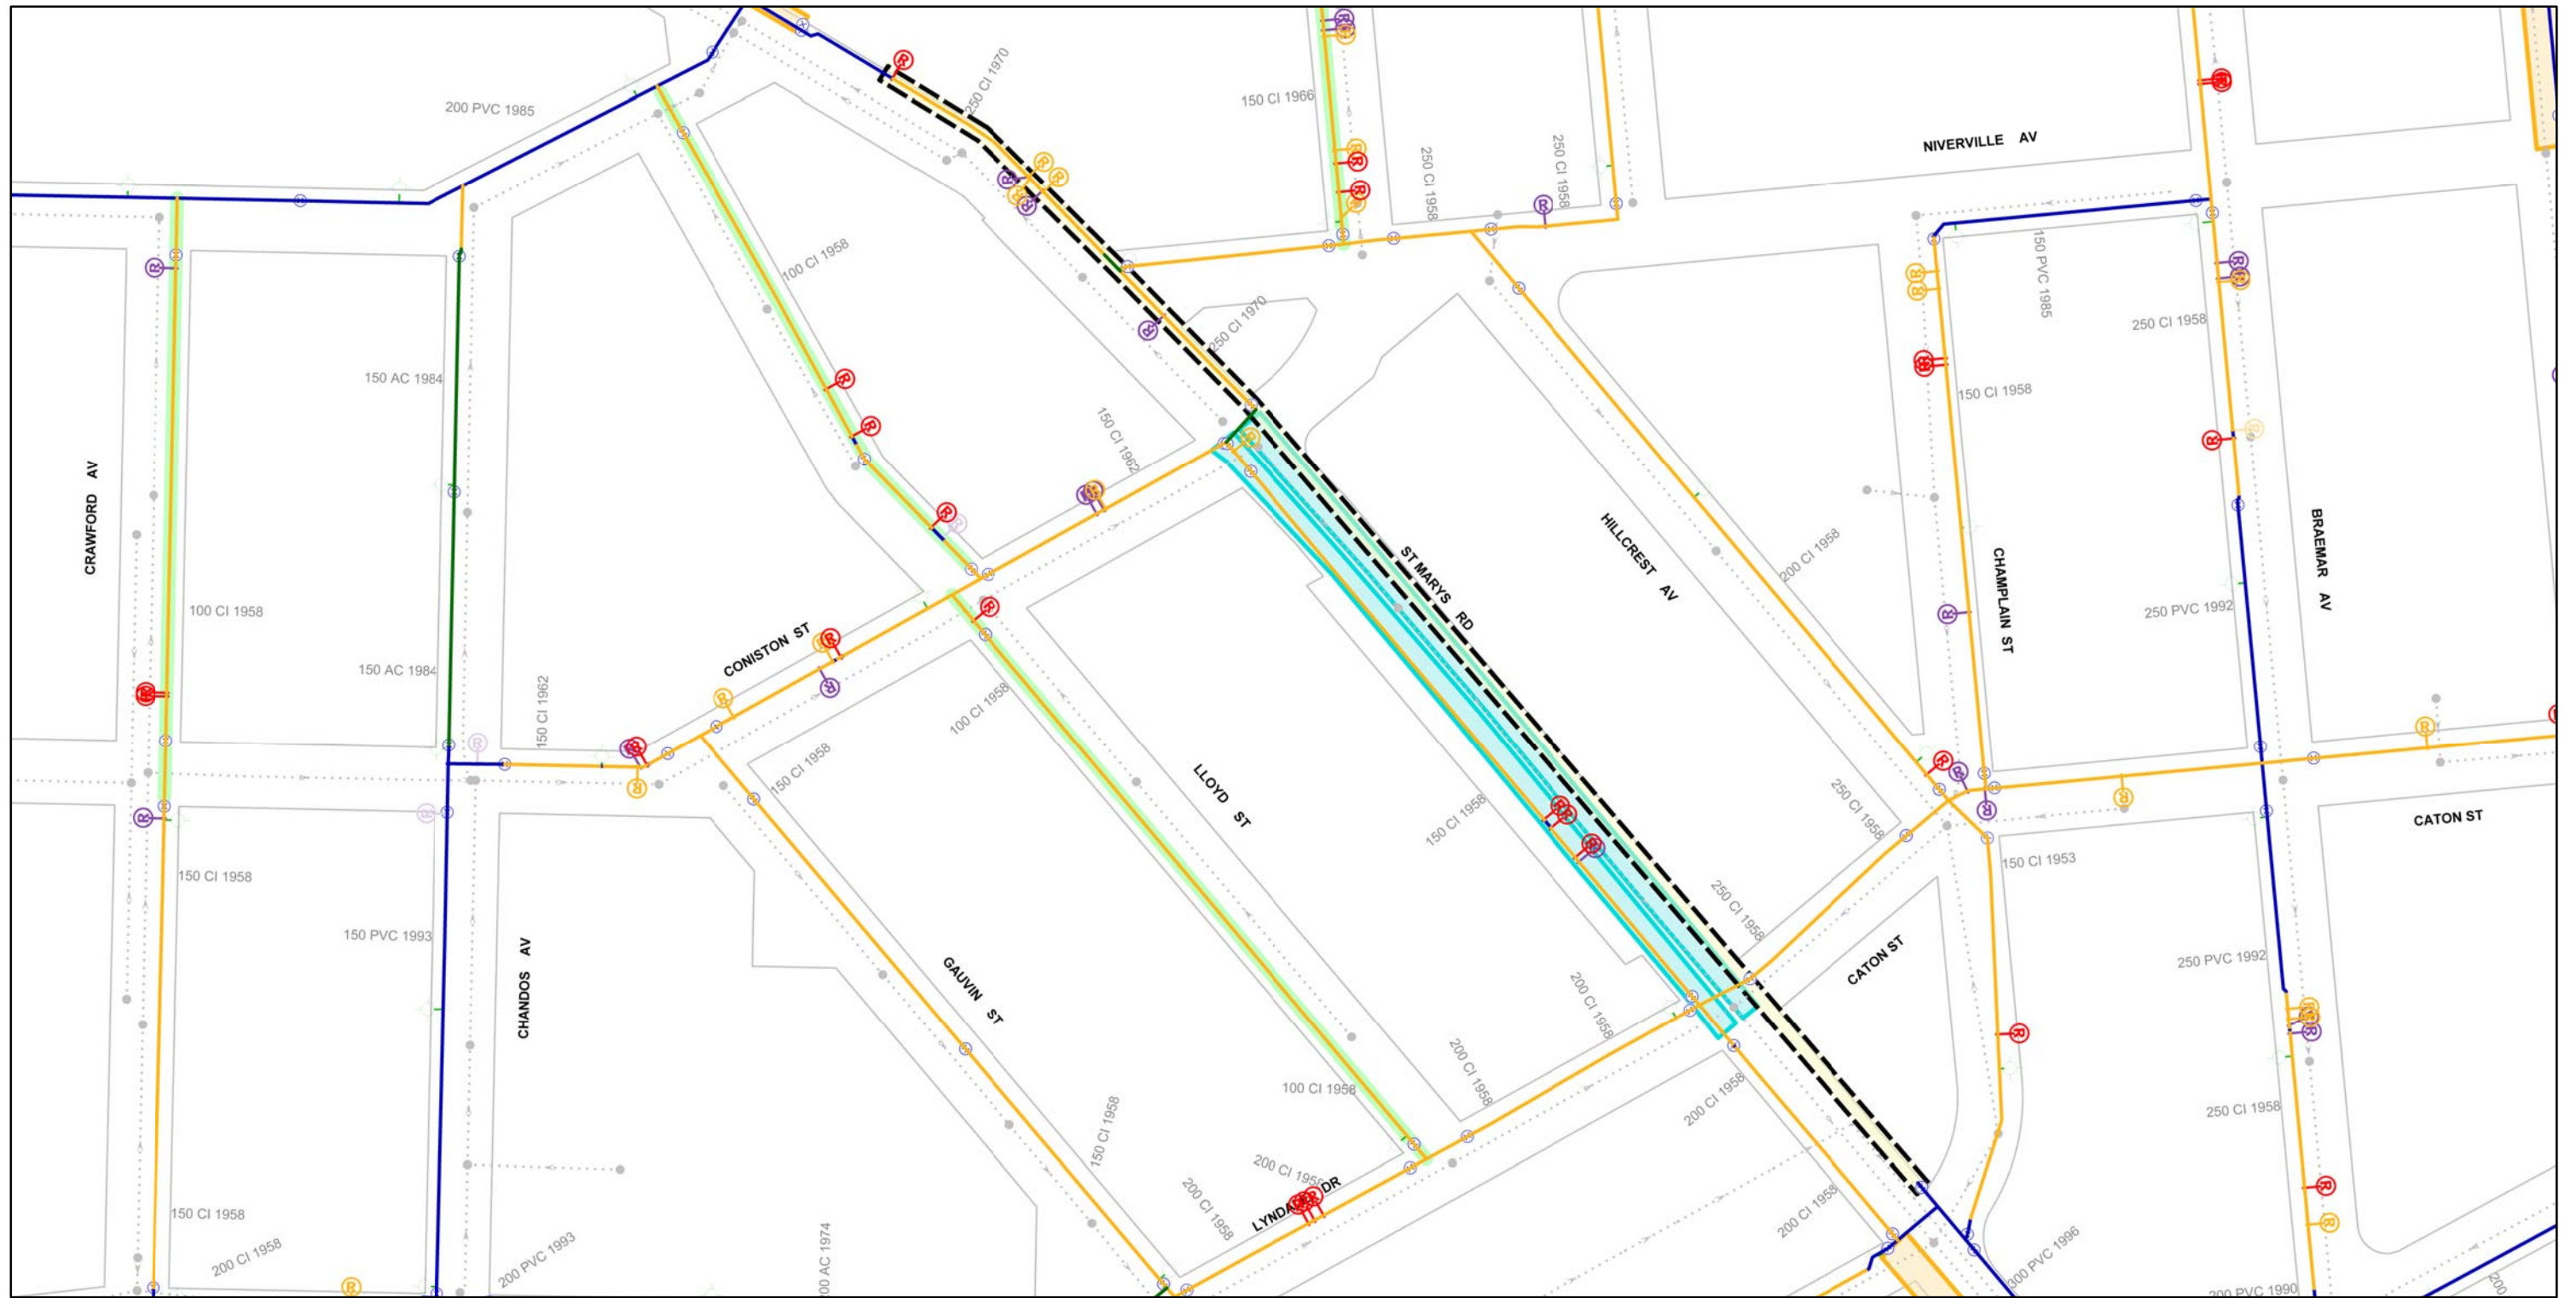 250 CI 1970
200 PVC 1985
150 CI 1966
250 CI 1958
250 CI 1958
NIVERVILLE AV
100 CI 1958
250 CI 1970
150 PVC 1985
250 CI 1958
150 AC 1984
150 CI 1958
150 CI 1962
CRAWFORD AV
ST MARYS RD
HILLCREST AV
200 CI 1958
CHAMPLAIN ST
BRAEMAR AV
100 CI 1958
250 PVC 1992
CONISTON ST
150 AC 1984
150 CI 1962
100 CI 1958
150 CI 1958
LLOYD ST
150 CI 1958
250 CI 1958
CATON ST
150 CI 1953
150 CI 1958
250 CI 1958
150 PVC 1993
CHANDOS AV
GAUVIN ST
CATON ST
250 PVC 1992
200 CI 1958
200 CI 1958
100 CI 1958
200 CI 1958
250 CI 1958
150 CI 1958
200 CI 1958
LYNDA DR
150 CI 1958
200 CI 1958
200 CI 1958
200 CI 1958
200 PVC 1993
300 PVC 1996
200 PVC 1990
200